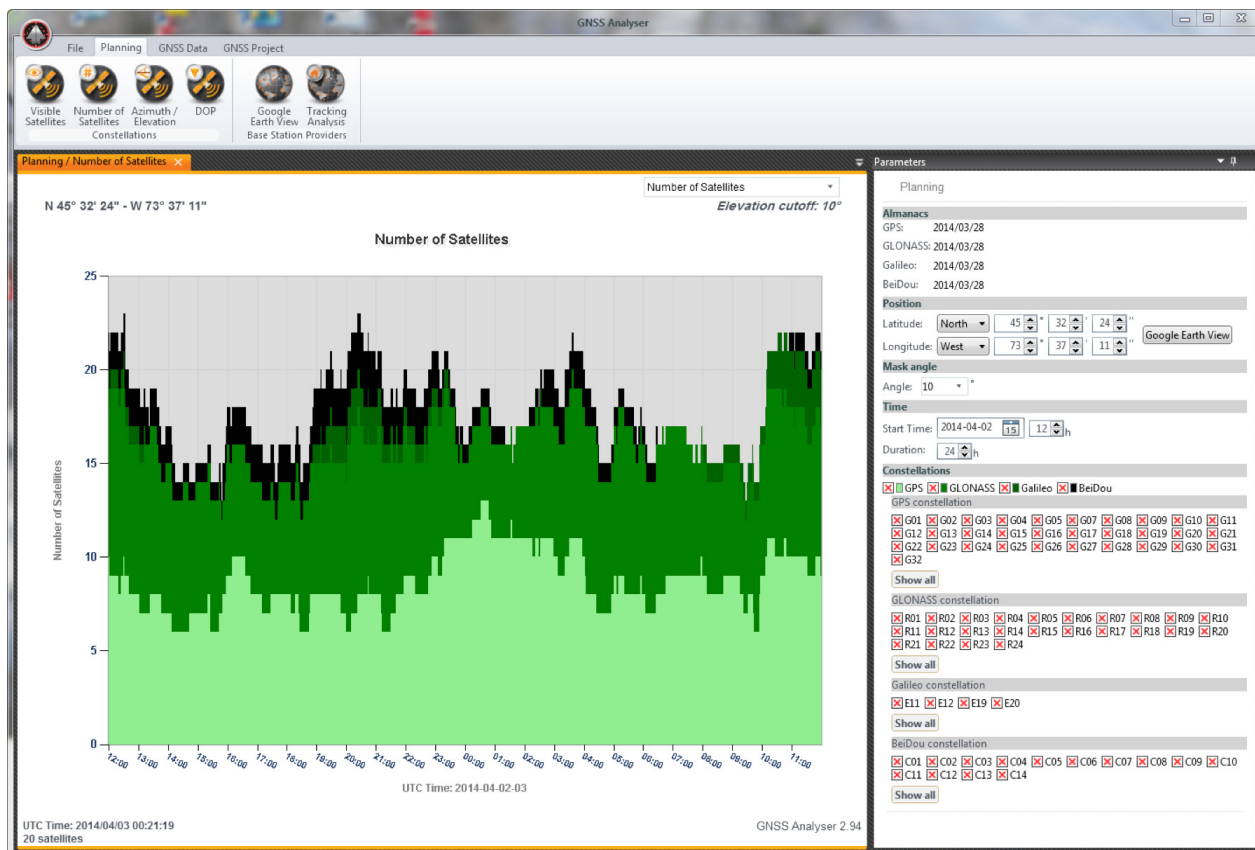 GNSS Analyser
File Planning GNSS Data GNSS Project
Visible Satellites
Number of Satellites
Azimuth / Elevation
DOP
Google Earth View
Tracking Analysis
Constellations
Base Station Providers
Planning / Number of Satellites
Number of Satellites
N 45° 32' 24" - W 73° 37' 11"
Elevation cutoff: 10°
Number of Satellites
Number of Satellites
25
20
15
10
5
0
12:00 13:00 14:00 15:00 16:00 17:00 18:00 19:00 20:00 21:00 22:00 23:00 00:00 01:00 02:00 03:00 04:00 05:00 06:00 07:00 08:00 09:00 10:00 11:00
UTC Time: 2014-04-02-03
UTC Time: 2014/04/03 00:21:19
20 satellites
GNSS Analyser 2.94
Parameters
Planning
Almanacs
GPS: 2014/03/28
GLONASS: 2014/03/28
Galileo: 2014/03/28
BeiDou: 2014/03/28
Position
Latitude: North 45 ° 32 ' 24 "
Longitude: West 73 ° 37 ' 11 "
Google Earth View
Mask angle
Angle: 10 °
Time
Start Time: 2014-04-02 15 12 h
Duration: 24 h
Constellations
GPS GLONASS Galileo BeiDou
GPS constellation
G01 G02 G03 G04 G05 G07 G08 G09 G10 G11
G12 G13 G14 G15 G16 G17 G18 G19 G20 G21
G22 G23 G24 G25 G26 G27 G28 G29 G30 G31
G32
Show all
GLONASS constellation
R01 R02 R03 R04 R05 R06 R07 R08 R09 R10
R11 R12 R13 R14 R15 R16 R17 R18 R19 R20
R21 R22 R23 R24
Show all
Galileo constellation
E11 E12 E19 E20
Show all
BeiDou constellation
C01 C02 C03 C04 C05 C06 C07 C08 C09 C10
C11 C12 C13 C14
Show all